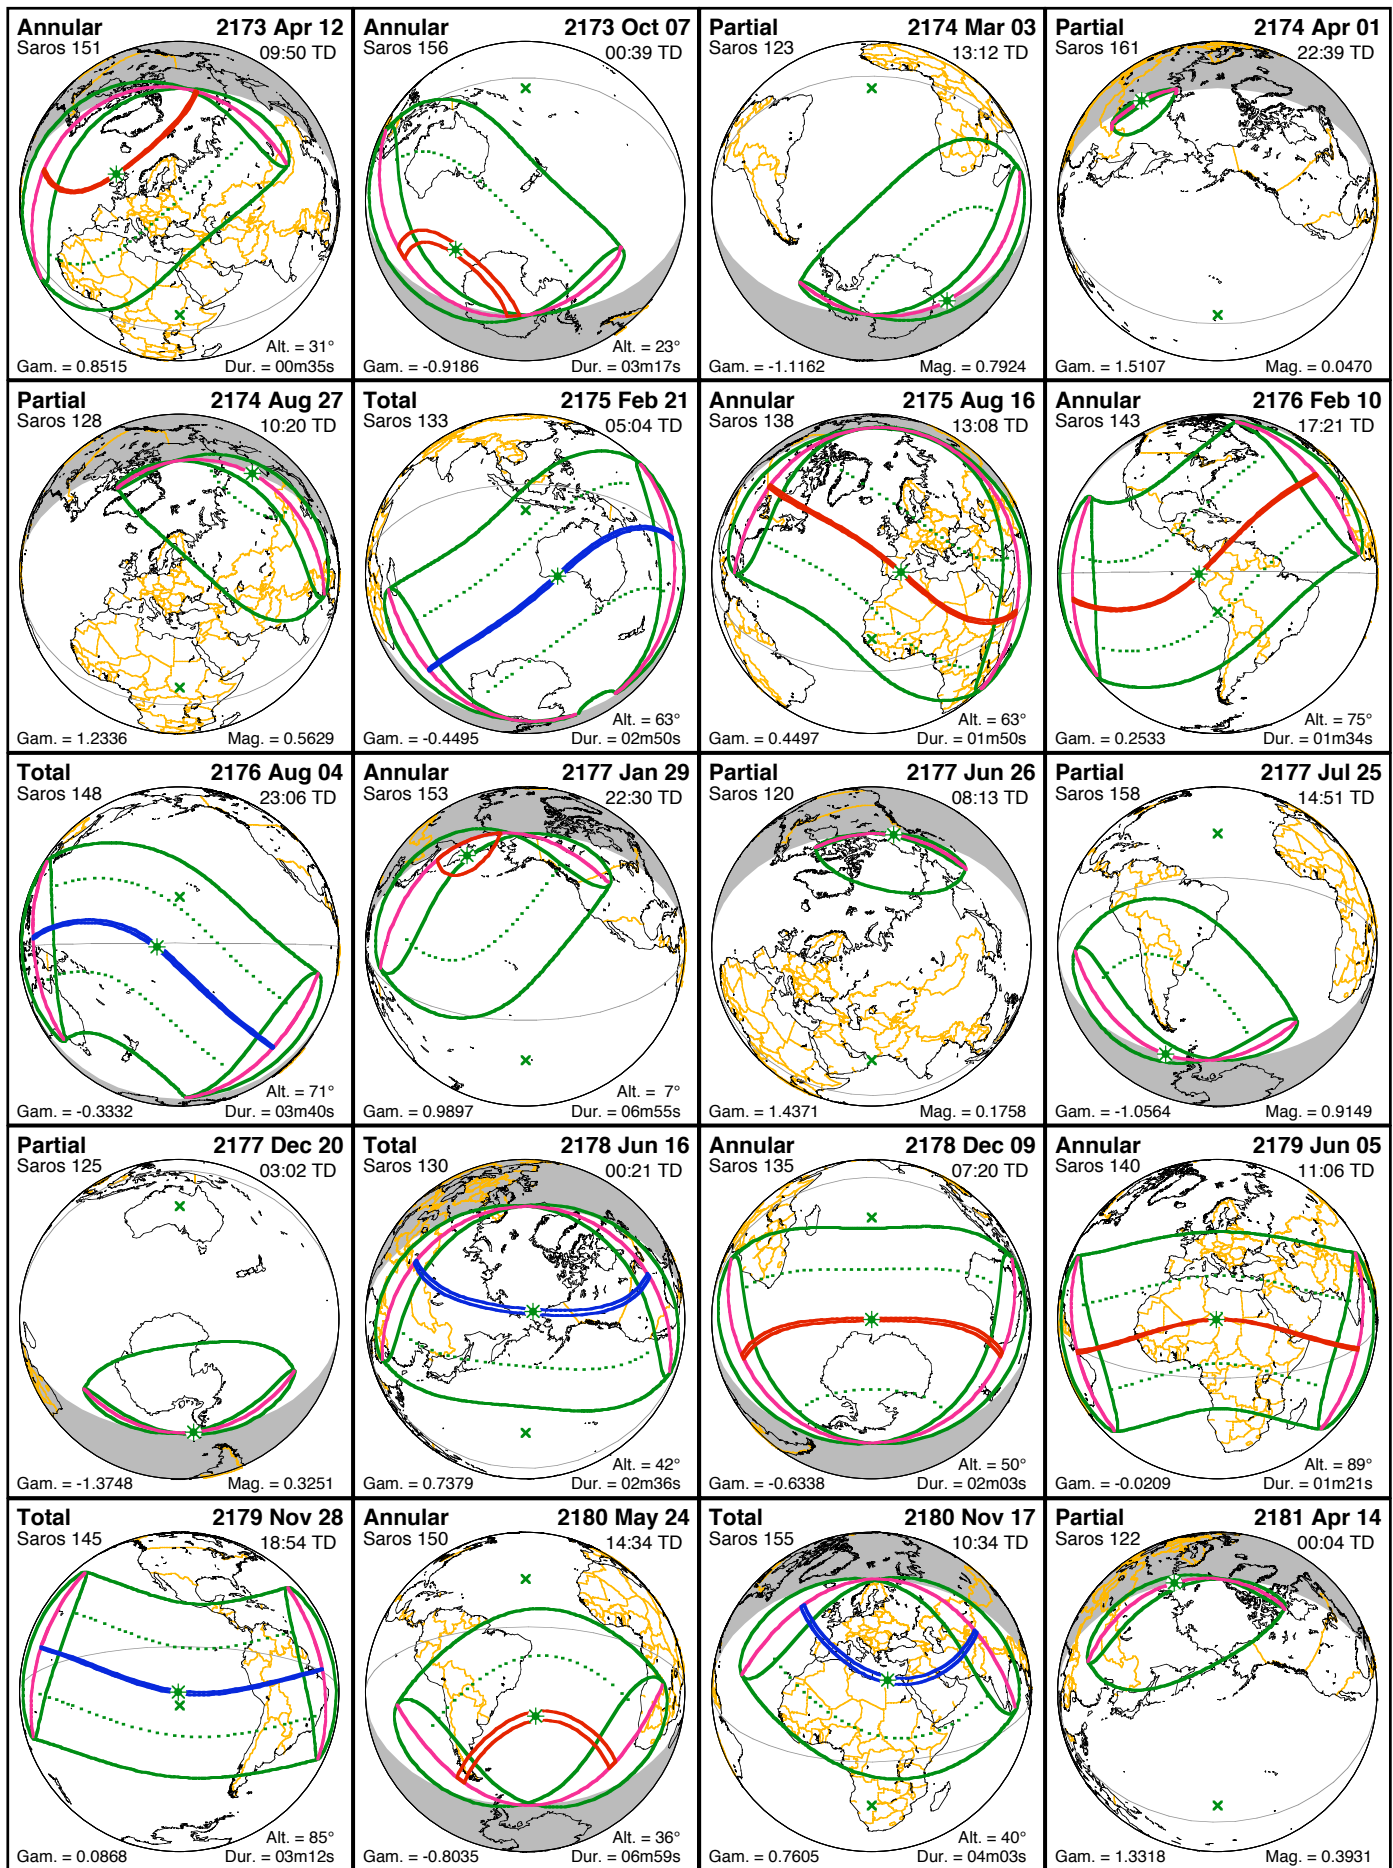 Annular 2173 Apr 12
Saros 151 09:50 TD
Alt. = 31°
Gam. = 0.8515 Dur. = 00m35s
Annular 2173 Oct 07
Saros 156 00:39 TD
Alt. = 23°
Gam. = -0.9186 Dur. = 03m17s
Partial 2174 Mar 03
Saros 123 13:12 TD
Gam. = -1.1162 Mag. = 0.7924
Partial 2174 Apr 01
Saros 161 22:39 TD
Gam. = 1.5107 Mag. = 0.0470
Partial 2174 Aug 27
Saros 128 10:20 TD
Gam. = 1.2336 Mag. = 0.5629
Total 2175 Feb 21
Saros 133 05:04 TD
Alt. = 63°
Gam. = -0.4495 Dur. = 02m50s
Annular 2175 Aug 16
Saros 138 13:08 TD
Alt. = 63°
Gam. = 0.4497 Dur. = 01m50s
Annular 2176 Feb 10
Saros 143 17:21 TD
Alt. = 75°
Gam. = 0.2533 Dur. = 01m34s
Total 2176 Aug 04
Saros 148 23:06 TD
Alt. = 71°
Gam. = -0.3332 Dur. = 03m40s
Annular 2177 Jan 29
Saros 153 22:30 TD
Alt. = 7°
Gam. = 0.9897 Dur. = 06m55s
Partial 2177 Jun 26
Saros 120 08:13 TD
Gam. = 1.4371 Mag. = 0.1758
Partial 2177 Jul 25
Saros 158 14:51 TD
Gam. = -1.0564 Mag. = 0.9149
Partial 2177 Dec 20
Saros 125 03:02 TD
Gam. = -1.3748 Mag. = 0.3251
Total 2178 Jun 16
Saros 130 00:21 TD
Alt. = 42°
Gam. = 0.7379 Dur. = 02m36s
Annular 2178 Dec 09
Saros 135 07:20 TD
Alt. = 50°
Gam. = -0.6338 Dur. = 02m03s
Annular 2179 Jun 05
Saros 140 11:06 TD
Alt. = 89°
Gam. = -0.0209 Dur. = 01m21s
Total 2179 Nov 28
Saros 145 18:54 TD
Alt. = 85°
Gam. = 0.0868 Dur. = 03m12s
Annular 2180 May 24
Saros 150 14:34 TD
Alt. = 36°
Gam. = -0.8035 Dur. = 06m59s
Total 2180 Nov 17
Saros 155 10:34 TD
Alt. = 40°
Gam. = 0.7605 Dur. = 04m03s
Partial 2181 Apr 14
Saros 122 00:04 TD
Gam. = 1.3318 Mag. = 0.3931